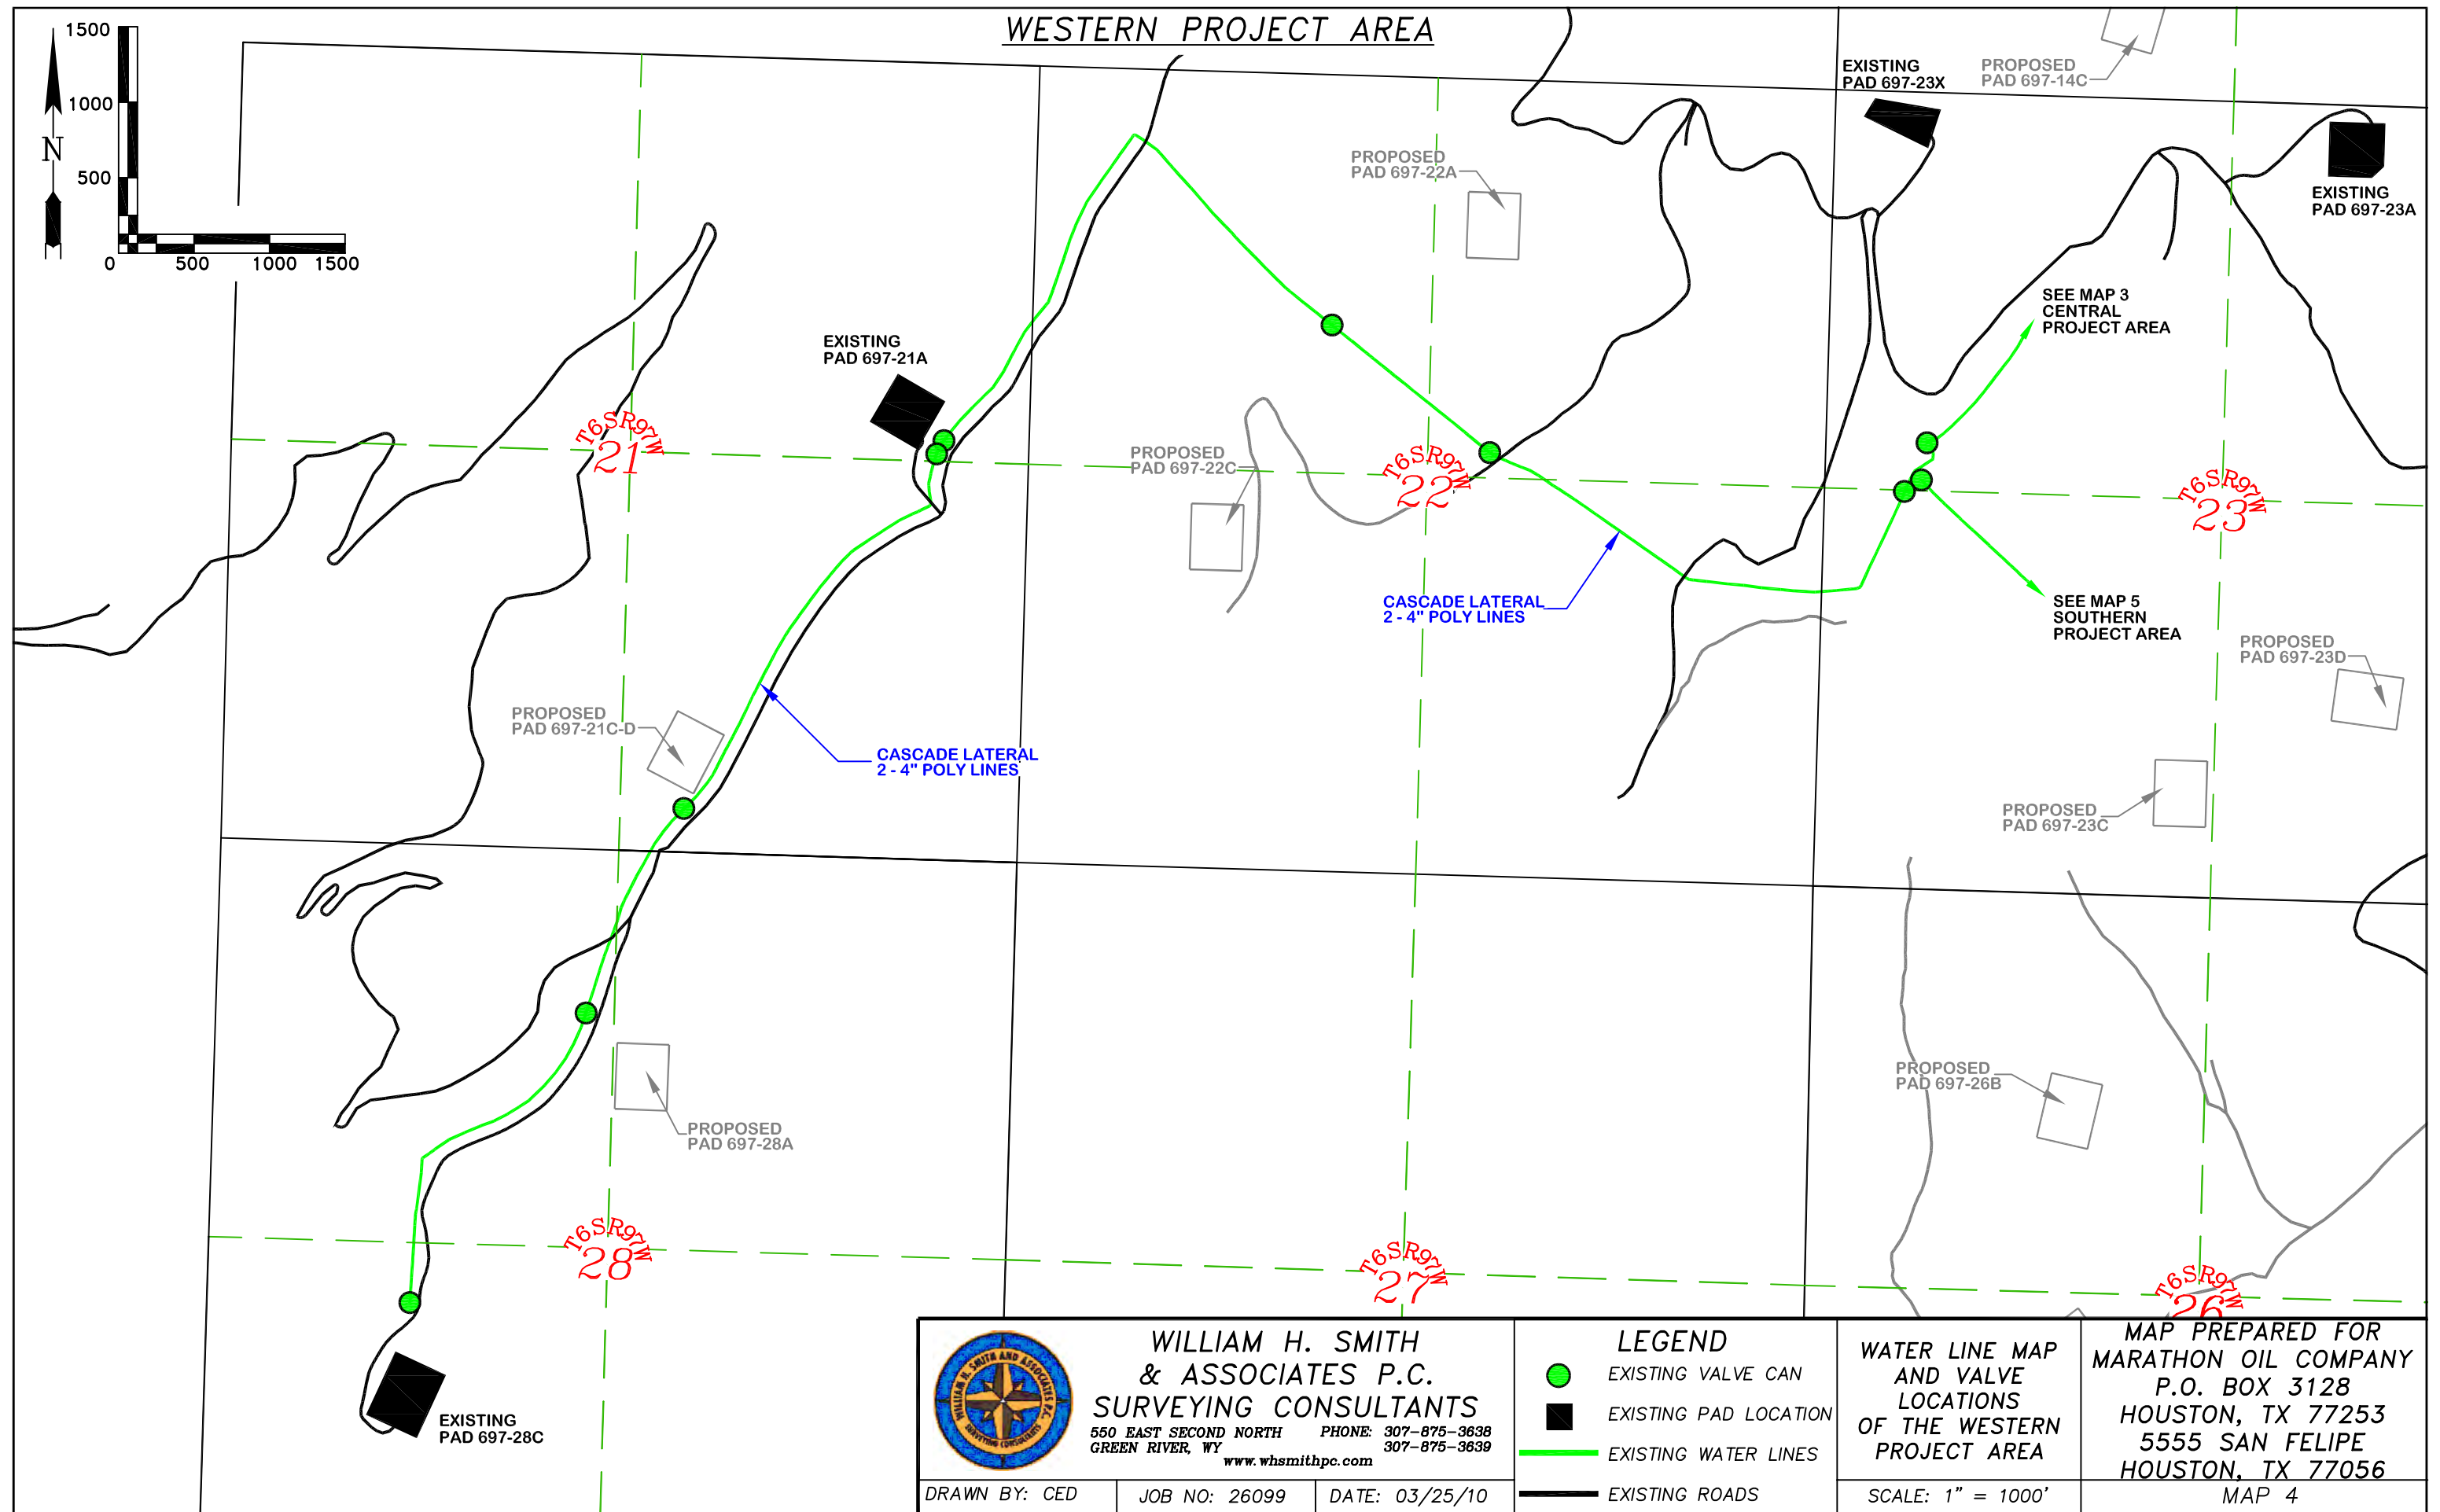 WESTERN PROJECT AREA
1500
1000
N
500
0 500 1000 1500
EXISTING
PAD 697-23X
PROPOSED
PAD 697-14C
EXISTING
PAD 697-23A
PROPOSED
PAD 697-22A
SEE MAP 3
CENTRAL
PROJECT AREA
EXISTING
PAD 697-21A
T6SR97W
21
PROPOSED
PAD 697-22C
T6SR97W
22
T6SR97W
23
CASCADE LATERAL
2 - 4" POLY LINES
SEE MAP 5
SOUTHERN
PROJECT AREA
PROPOSED
PAD 697-23D
PROPOSED
PAD 697-21C-D
CASCADE LATERAL
2 - 4" POLY LINES
PROPOSED
PAD 697-23C
PROPOSED
PAD 697-26B
PROPOSED
PAD 697-28A
T6SR97W
28
T6SR97W
27
T6SR97W
26
EXISTING
PAD 697-28C
WILLIAM H. SMITH AND ASSOCIATES P.C.
SURVEYING CONSULTANTS
WILLIAM H. SMITH
& ASSOCIATES P.C.
SURVEYING CONSULTANTS
550 EAST SECOND NORTH PHONE: 307-875-3638
GREEN RIVER, WY 307-875-3639
www.whsmithpc.com
DRAWN BY: CED
JOB NO: 26099
DATE: 03/25/10
LEGEND
EXISTING VALVE CAN
EXISTING PAD LOCATION
EXISTING WATER LINES
EXISTING ROADS
WATER LINE MAP
AND VALVE
LOCATIONS
OF THE WESTERN
PROJECT AREA
SCALE: 1" = 1000'
MAP PREPARED FOR
MARATHON OIL COMPANY
P.O. BOX 3128
HOUSTON, TX 77253
5555 SAN FELIPE
HOUSTON, TX 77056
MAP 4